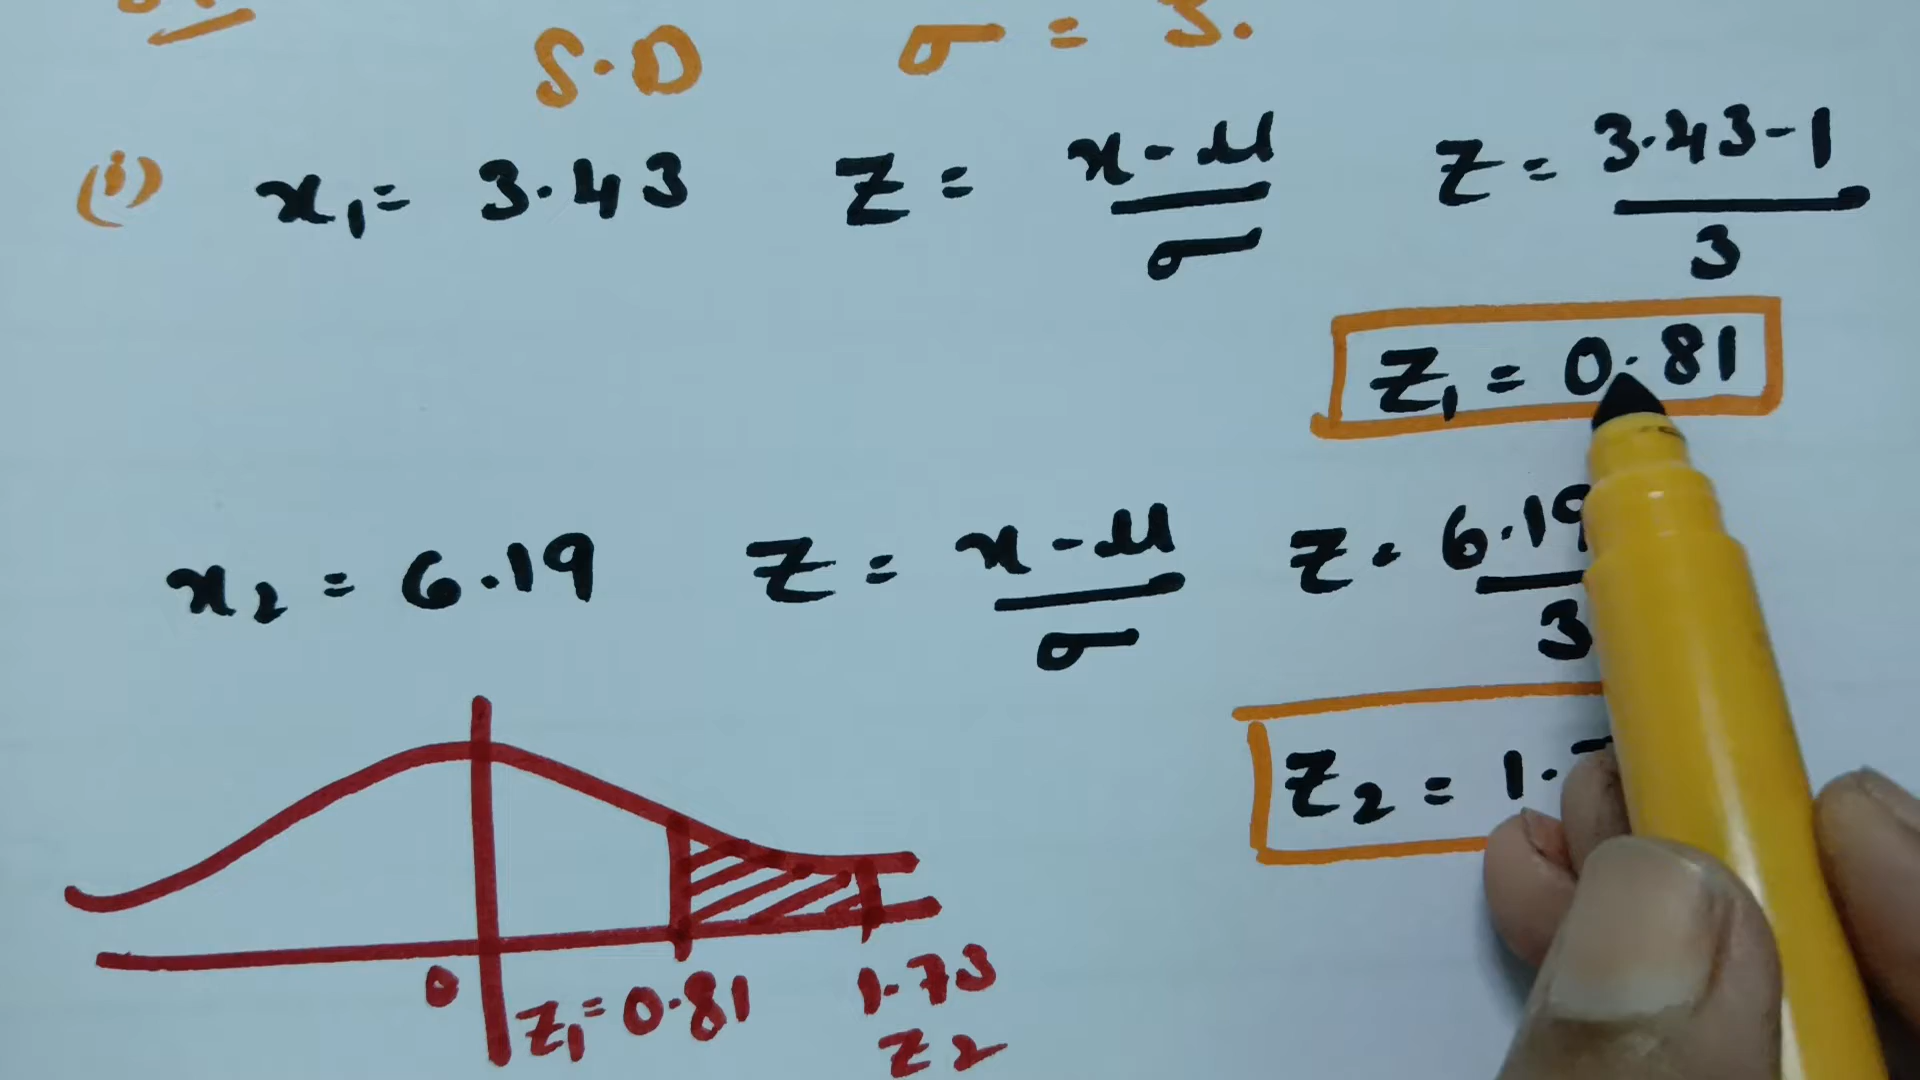 S.D σ = 3.
(i) x₁ = 3.43 Z = x-μ / σ Z = 3.43-1 / 3
Z₁ = 0.81
x₂ = 6.19 Z = x-μ / σ Z = 6.19 / 3
Z₂ = 1.
0 Z₁ = 0.81 1.73
Z2